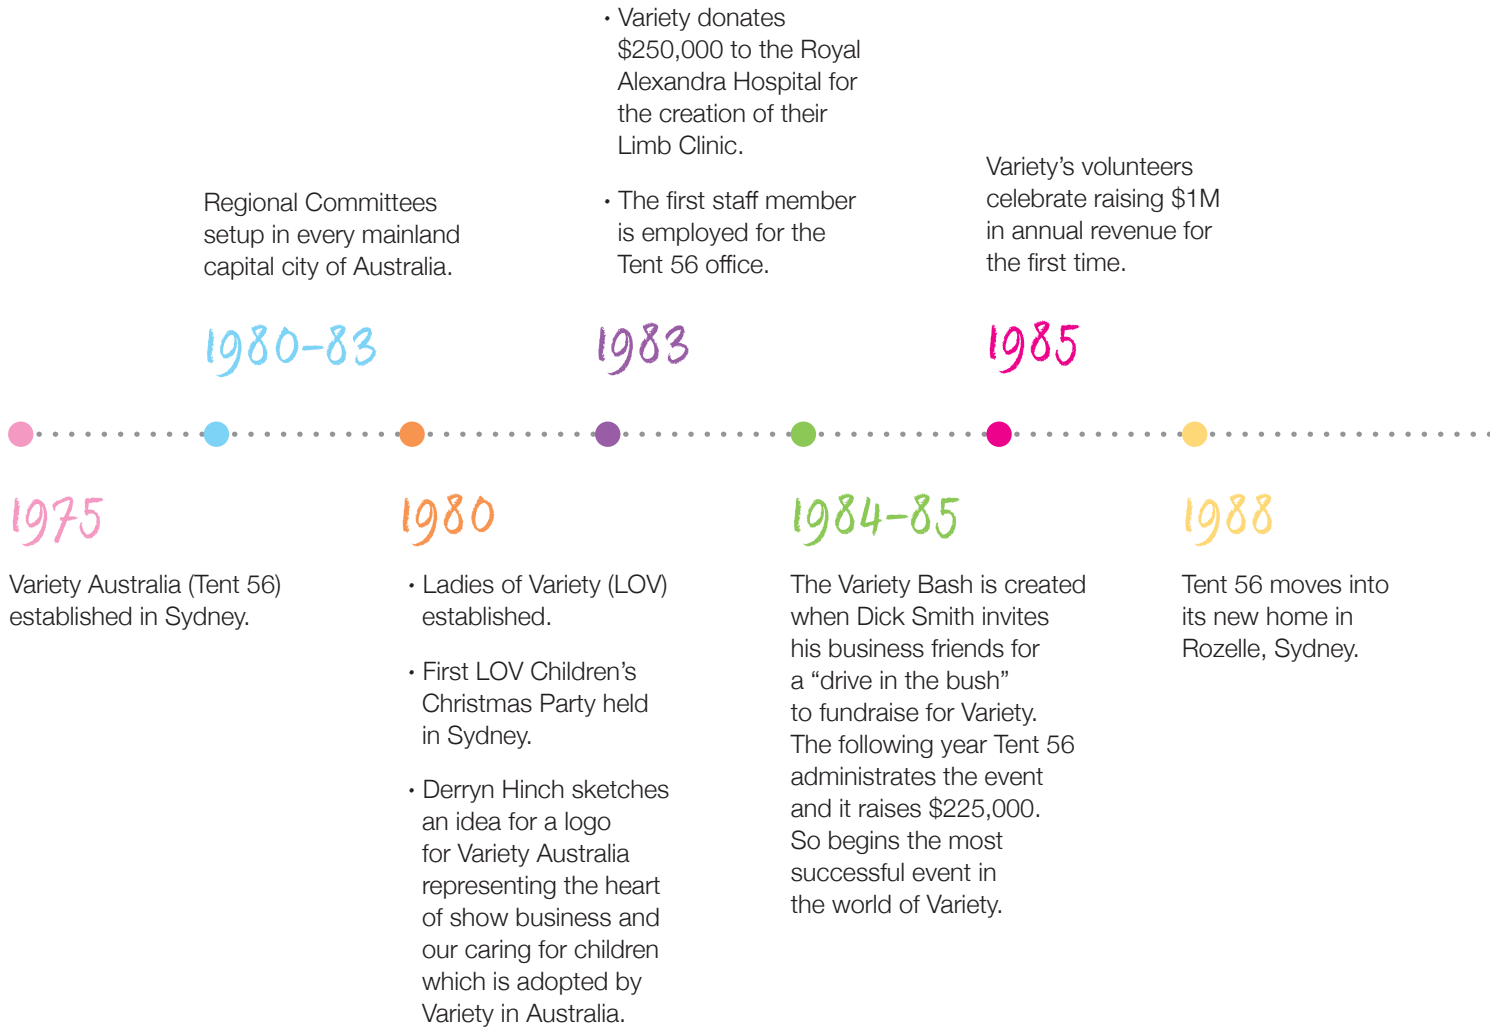 • Variety donates
$250,000 to the Royal
Alexandra Hospital for
the creation of their
Limb Clinic.
• The first staff member
is employed for the
Tent 56 office.
Variety’s volunteers
celebrate raising $1M
in annual revenue for
the first time.
Regional Committees
setup in every mainland
capital city of Australia.
1980-83
1983
1985
1975
Variety Australia (Tent 56)
established in Sydney.
1980
• Ladies of Variety (LOV)
established.
• First LOV Children’s
Christmas Party held
in Sydney.
• Derryn Hinch sketches
an idea for a logo
for Variety Australia
representing the heart
of show business and
our caring for children
which is adopted by
Variety in Australia.
1984-85
The Variety Bash is created
when Dick Smith invites
his business friends for
a “drive in the bush”
to fundraise for Variety.
The following year Tent 56
administrates the event
and it raises $225,000.
So begins the most
successful event in
the world of Variety.
1988
Tent 56 moves into
its new home in
Rozelle, Sydney.